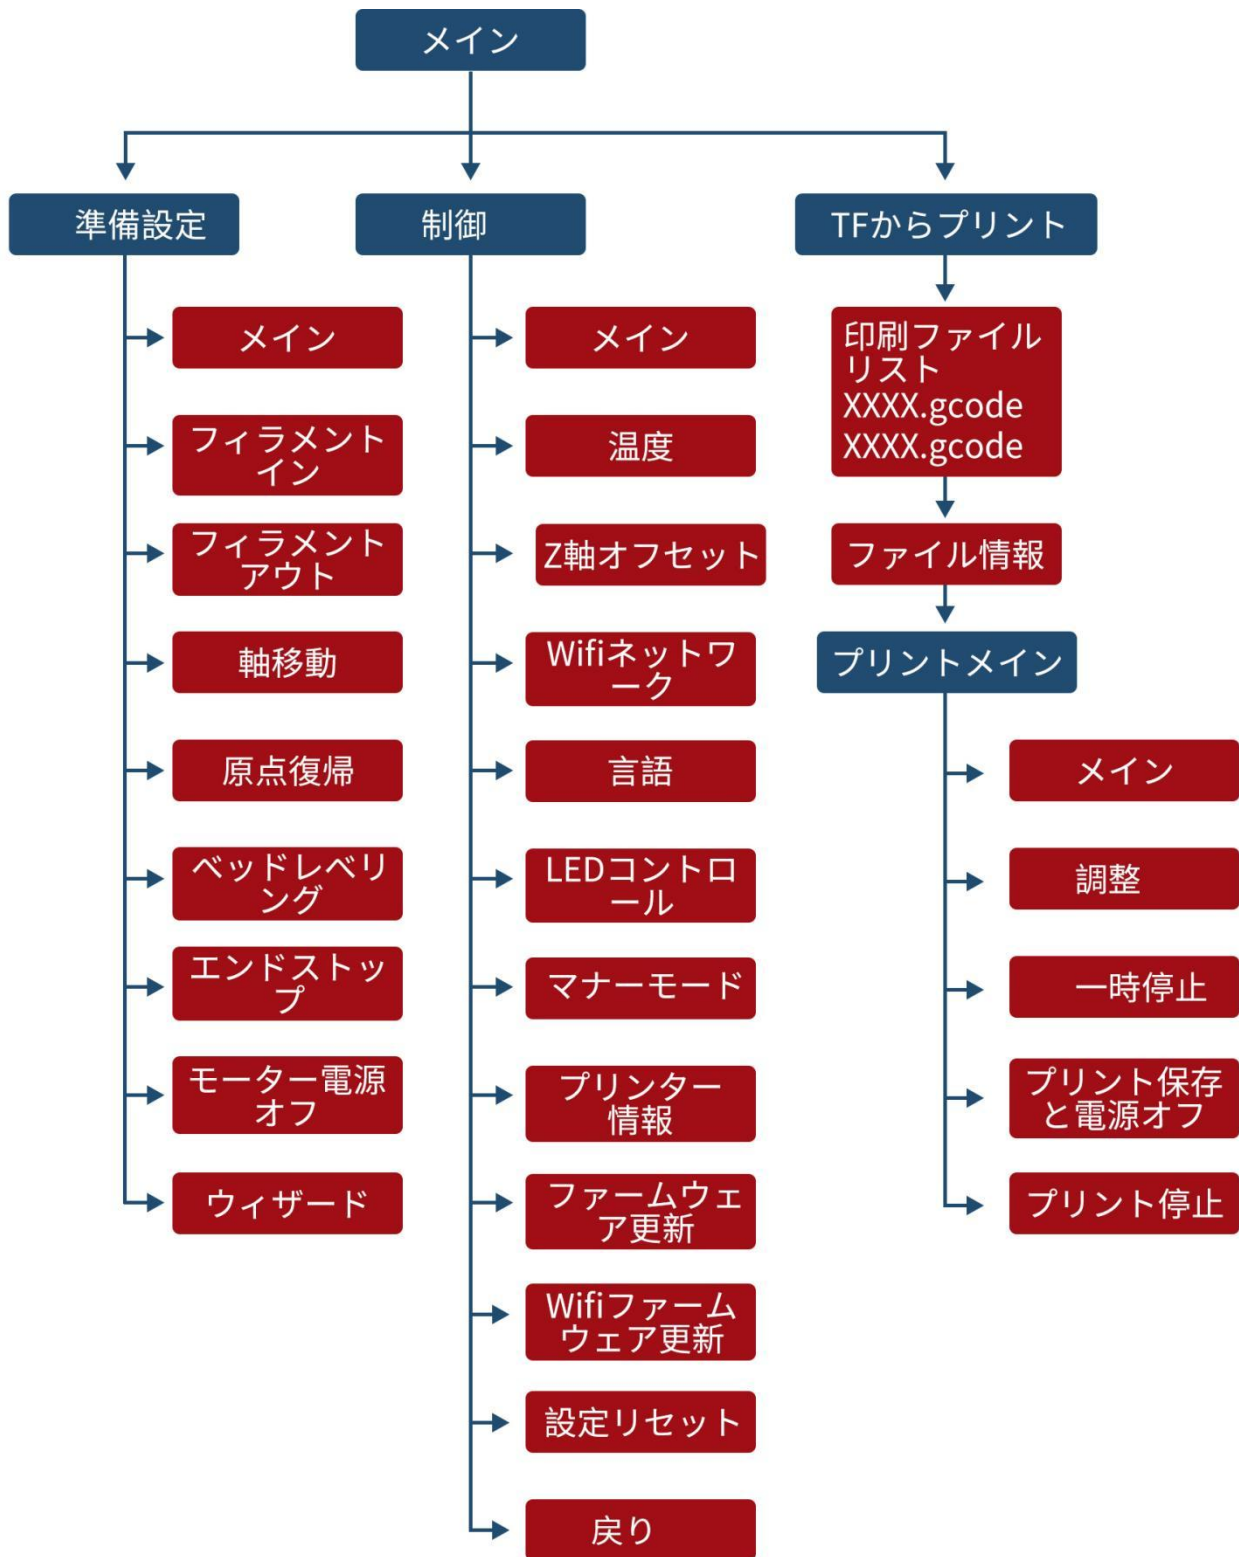 メイン
準備設定
メイン
フィラメント
イン
フィラメント
アウト
軸移動
原点復帰
ベッドレベリ
ング
エンドストッ
プ
モーター電源
オフ
ウィザード
制御
メイン
温度
Z軸オフセット
Wifiネットワ
ーク
言語
LEDコントロ
ール
マナーモード
プリンター
情報
ファームウェ
ア更新
Wifiファーム
ウェア更新
設定リセット
戻り
TFからプリント
印刷ファイル
リスト
XXXX.gcode
XXXX.gcode
ファイル情報
プリントメイン
メイン
調整
一時停止
プリント保存
と電源オフ
プリント停止